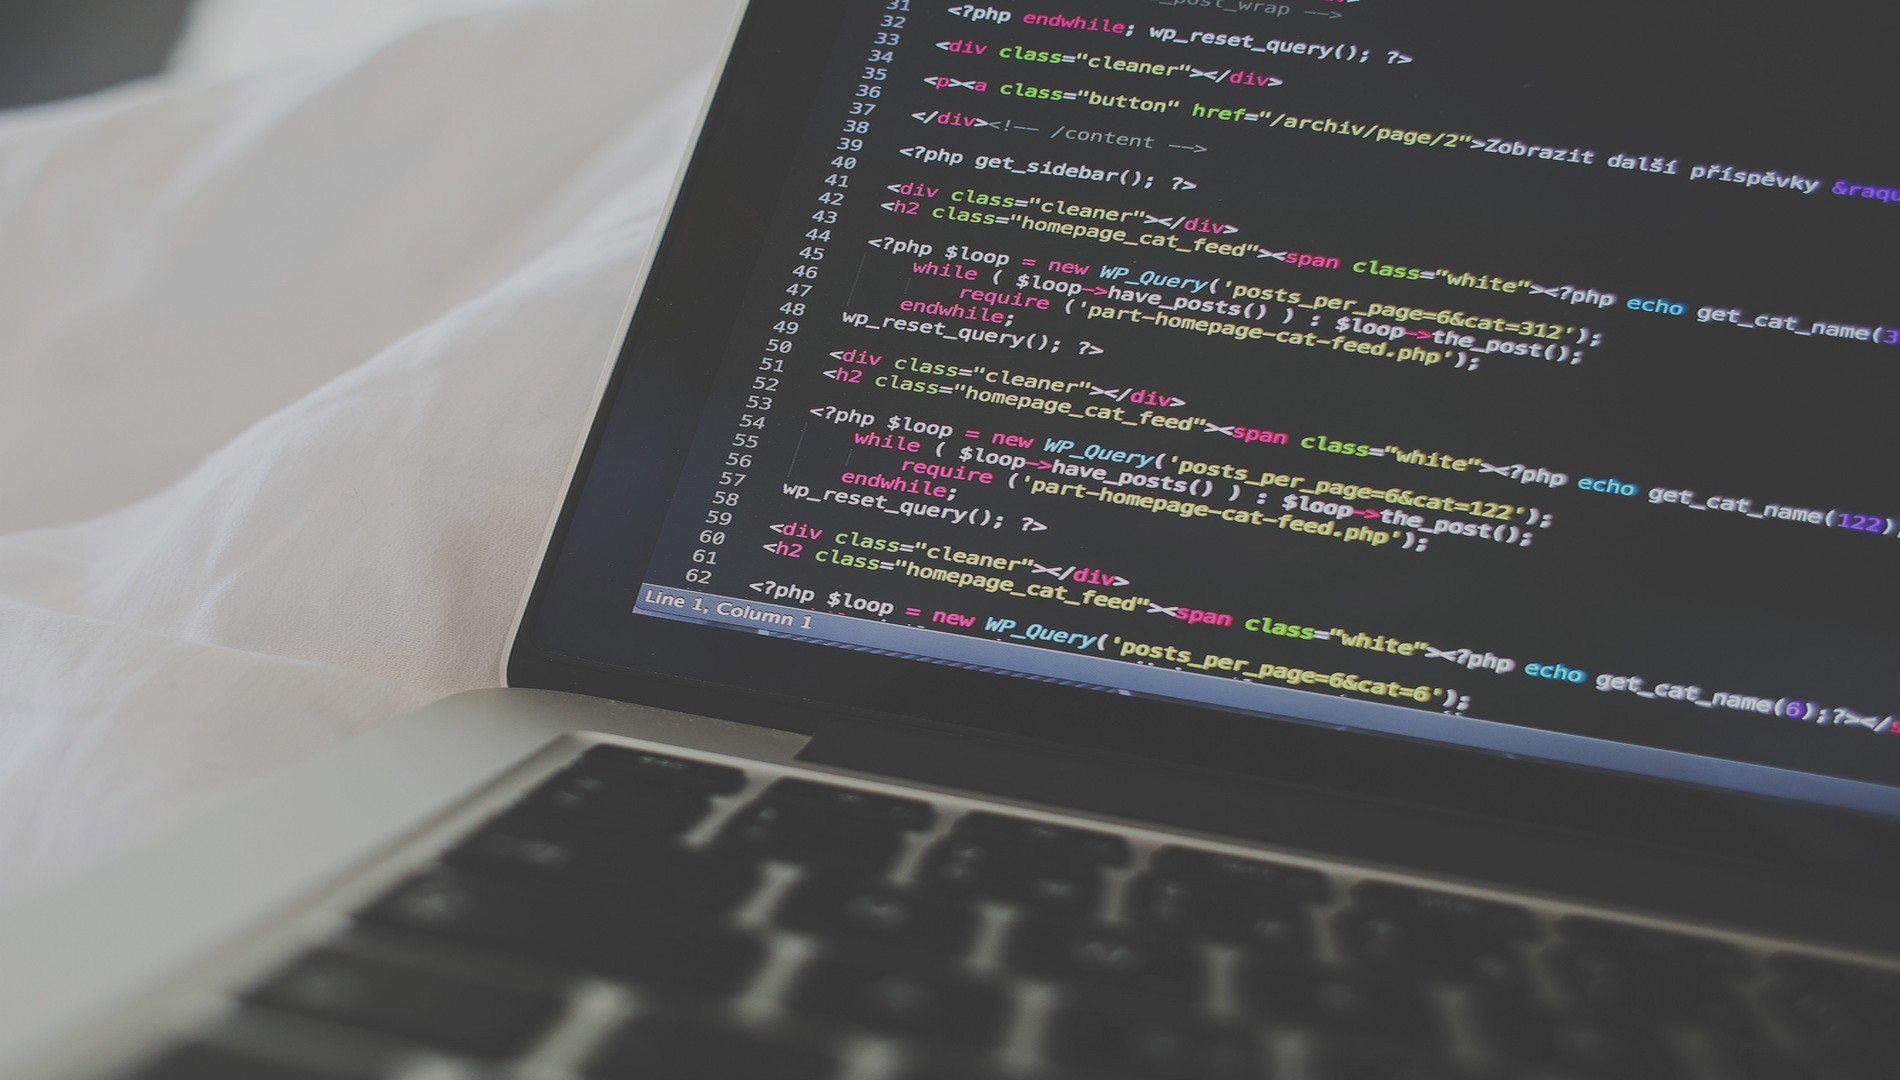 31
32 <?php endwhile; wp_reset_query(); ?>
33
34 <div class="cleaner"></div>
35
36 <p><a class="button" href="/archiv/page/2">Zobrazit další příspěvky
37
38 </div><!-- /content -->
39
40 <?php get_sidebar(); ?>
41
42 <div class="cleaner"></div>
43 <h2 class="homepage_cat_feed"><span class="white"><?php echo get_cat_name(3
44
45 <?php $loop = new WP_Query('posts_per_page=6&cat=312');
46 while ( $loop->have_posts() ) : $loop->the_post();
47 require ('part-homepage-cat-feed.php');
48 endwhile;
49 wp_reset_query(); ?>
50
51 <div class="cleaner"></div>
52 <h2 class="homepage_cat_feed"><span class="white"><?php echo get_cat_name(122)
53
54 <?php $loop = new WP_Query('posts_per_page=6&cat=122');
55 while ( $loop->have_posts() ) : $loop->the_post();
56 require ('part-homepage-cat-feed.php');
57 endwhile;
58 wp_reset_query(); ?>
59
60 <div class="cleaner"></div>
61 <h2 class="homepage_cat_feed"><span class="white"><?php echo get_cat_name(6);?></
62
<?php $loop = new WP_Query('posts_per_page=6&cat=6');
Line 1, Column 1